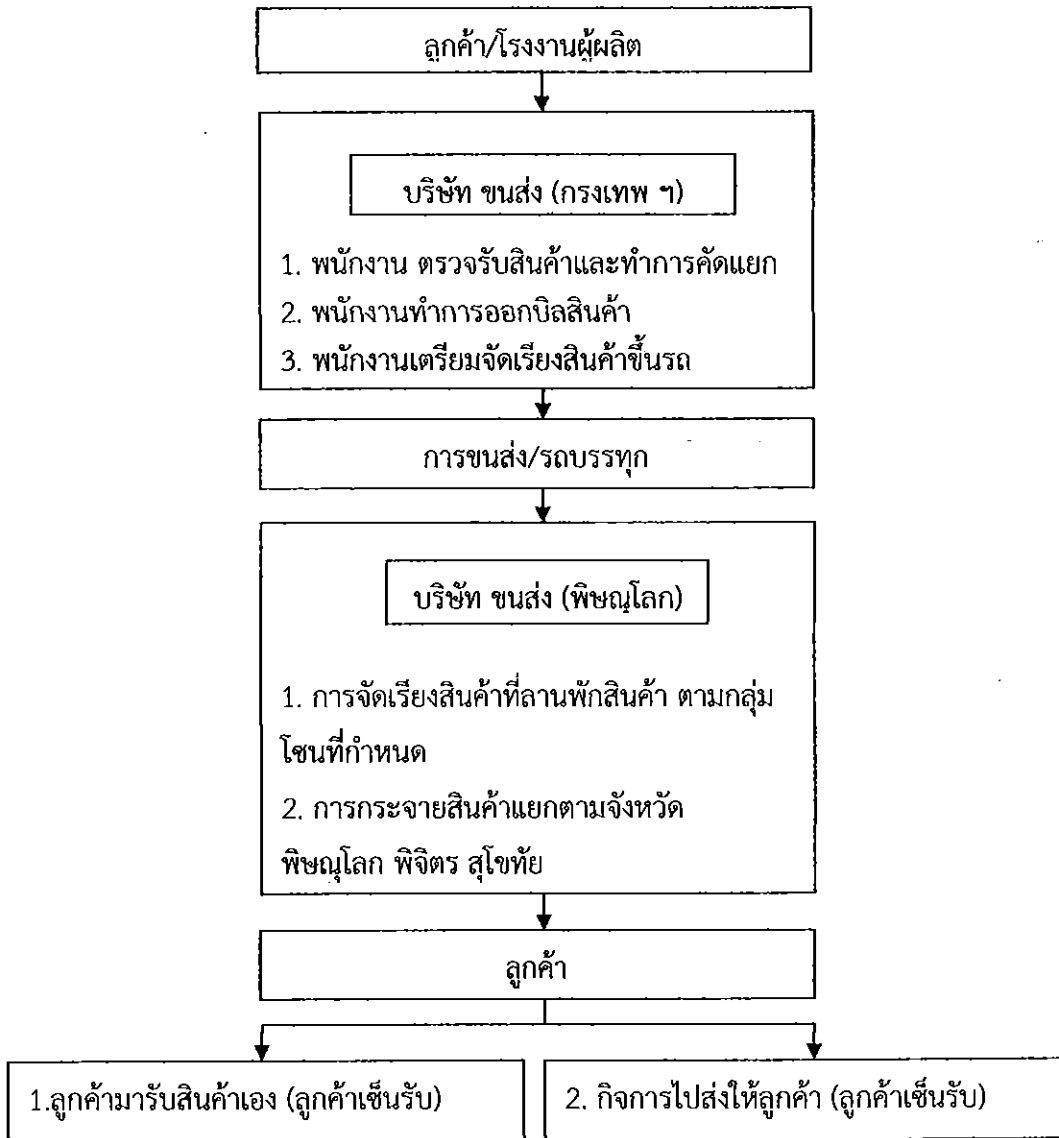 ลูกค้า/โรงงานผู้ผลิต
บริษัท ขนส่ง (กรุงเทพ ฯ)
1. พนักงาน ตรวจรับสินค้าและทำการคัดแยก
2. พนักงานทำการออกบิลสินค้า
3. พนักงานเตรียมจัดเรียงสินค้าขึ้นรถ
การขนส่ง/รถบรรทุก
บริษัท ขนส่ง (พิษณุโลก)
1. การจัดเรียงสินค้าที่ลานพักสินค้า ตามกลุ่ม
โซนที่กำหนด
2. การกระจายสินค้าแยกตามจังหวัด
พิษณุโลก พิจิตร สุโขทัย
ลูกค้า
1.ลูกค้ามารับสินค้าเอง (ลูกค้าเซ็นรับ)
2. กิจการไปส่งให้ลูกค้า (ลูกค้าเซ็นรับ)